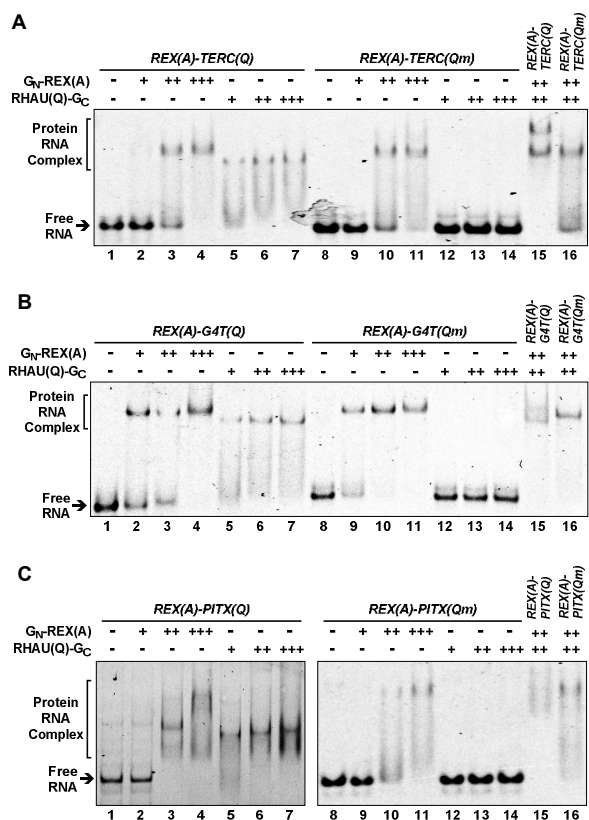 A
REX(A)-TERC(Q) REX(A)-TERC(Qm) REX(A)-TERC(Q) REX(A)-TERC(Qm)
GN-REX(A) - + ++ +++ - - - - + ++ +++ - - - ++ ++
RHAU(Q)-GC - - - - + ++ +++ - - - - + ++ +++ ++ ++
Protein
RNA
Complex
Free
RNA
1 2 3 4 5 6 7 8 9 10 11 12 13 14 15 16
B
REX(A)-G4T(Q) REX(A)-G4T(Qm) REX(A)-G4T(Q) REX(A)-G4T(Qm)
GN-REX(A) - + ++ +++ - - - - + ++ +++ - - - ++ ++
RHAU(Q)-GC - - - - + ++ +++ - - - - + ++ +++ ++ ++
Protein
RNA
Complex
Free
RNA
1 2 3 4 5 6 7 8 9 10 11 12 13 14 15 16
C
REX(A)-PITX(Q) REX(A)-PITX(Qm) REX(A)-PITX(Q) REX(A)-PITX(Qm)
GN-REX(A) - + ++ +++ - - - - + ++ +++ - - - ++ ++
RHAU(Q)-GC - - - - + ++ +++ - - - - + ++ +++ ++ ++
Protein
RNA
Complex
Free
RNA
1 2 3 4 5 6 7 8 9 10 11 12 13 14 15 16